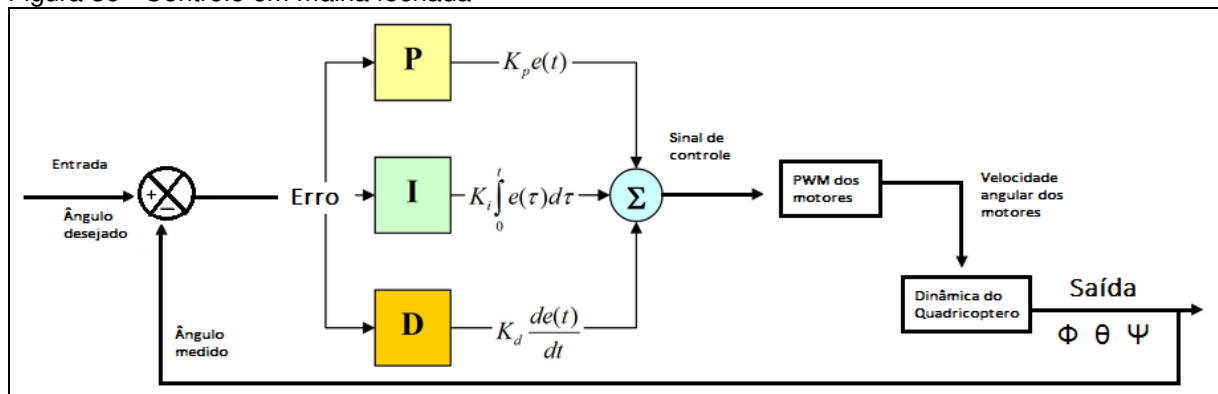 Entrada
Ângulo
desejado
+
−
Erro
P
I
D
K_p e(t)
K_i ∫_0^t e(τ)dτ
K_d de(t)/dt
Σ
Sinal de
controle
PWM dos
motores
Velocidade
angular dos
motores
Dinâmica do
Quadricoptero
Saída
Φ θ Ψ
Ângulo
medido